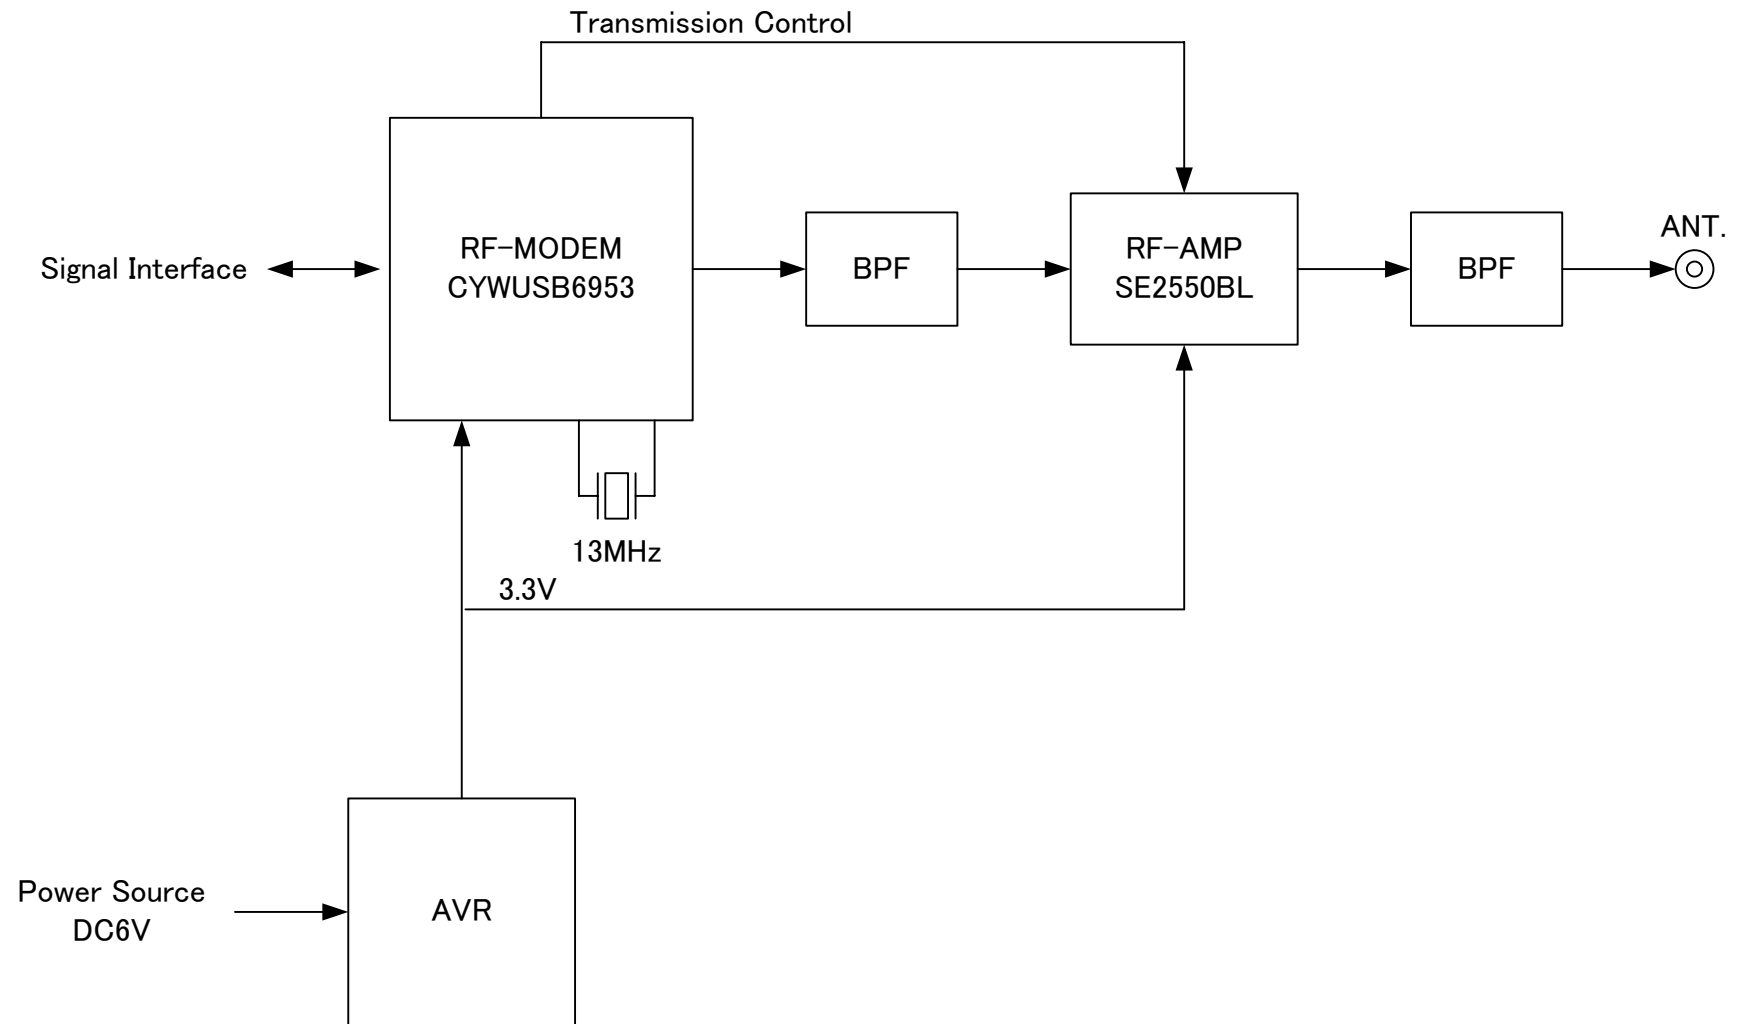 Transmission Control
RF-MODEM
CYWUSB6953
Signal Interface
BPF
RF-AMP
SE2550BL
BPF
ANT.
13MHz
3.3V
Power Source
DC6V
AVR